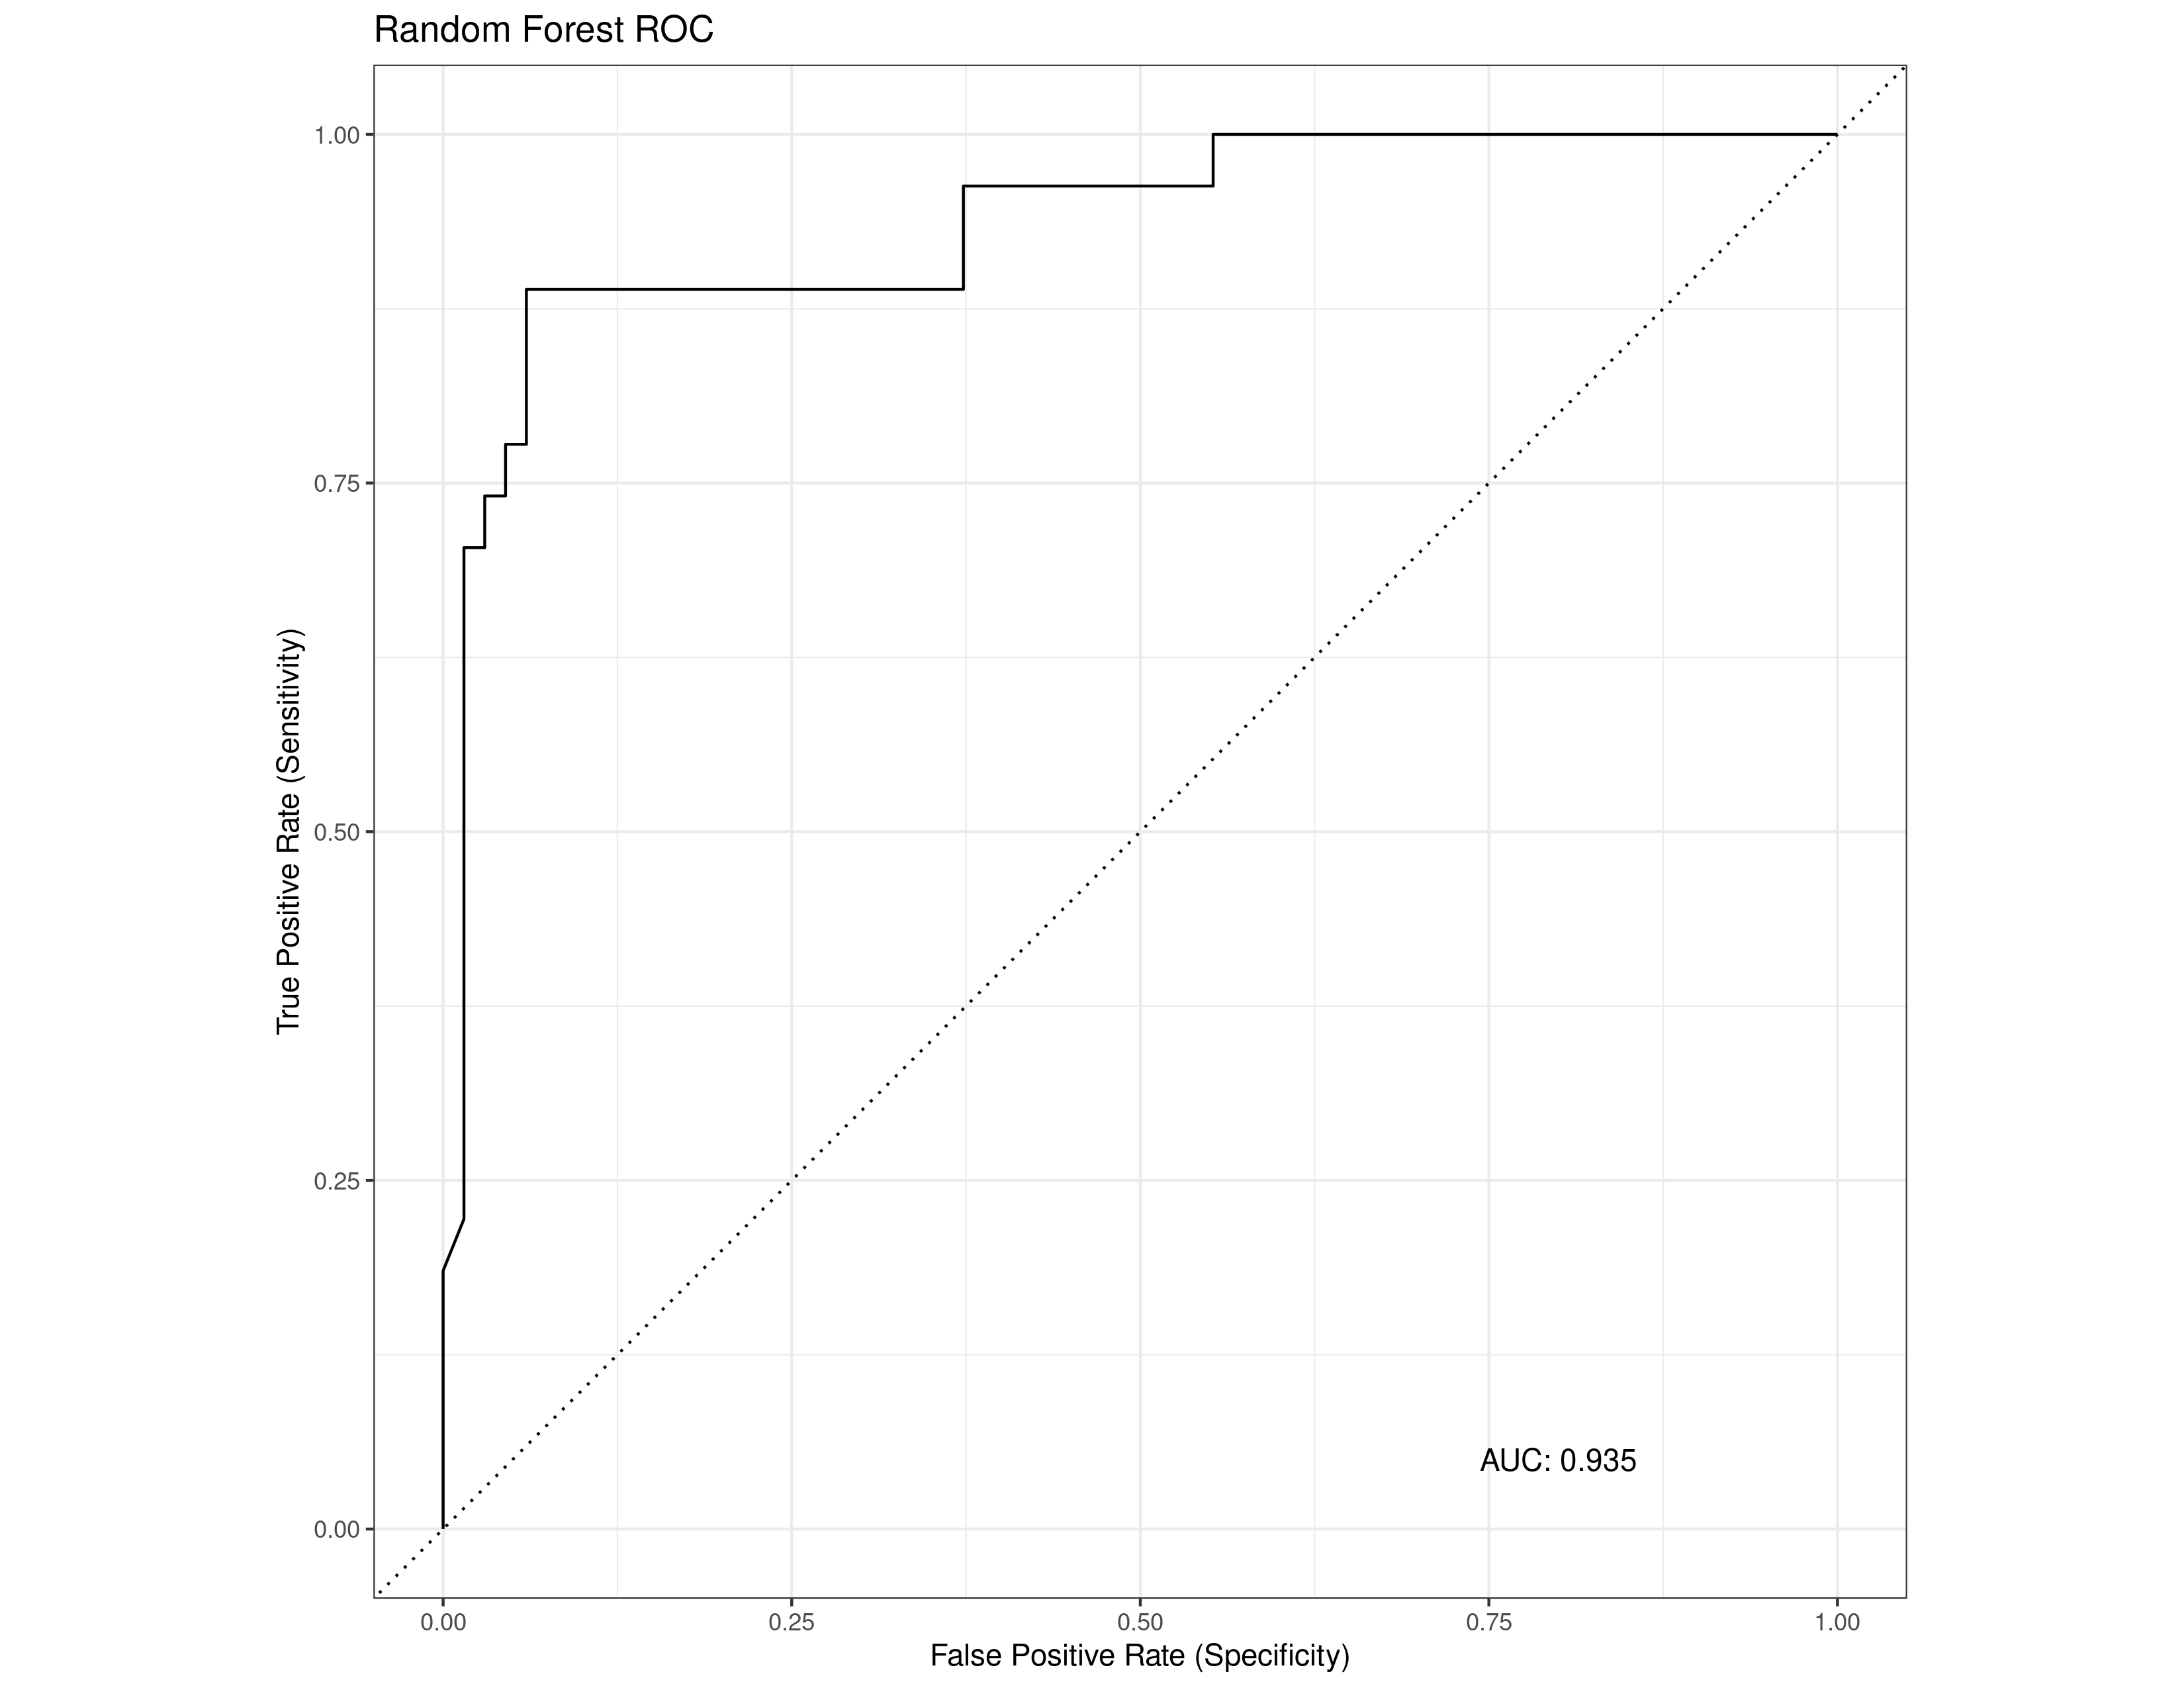 Random Forest ROC
1.00
0.75
0.50
0.25
0.00
True Positive Rate (Sensitivity)
AUC: 0.935
0.00 0.25 0.50 0.75 1.00
False Positive Rate (Specificity)